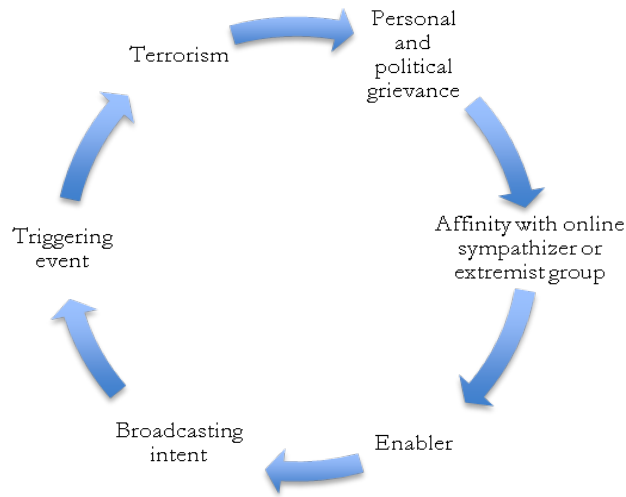 Terrorism
Personal
and
political
grievance
Affinity with online
sympathizer or
extremist group
Enabler
Broadcasting
intent
Triggering
event